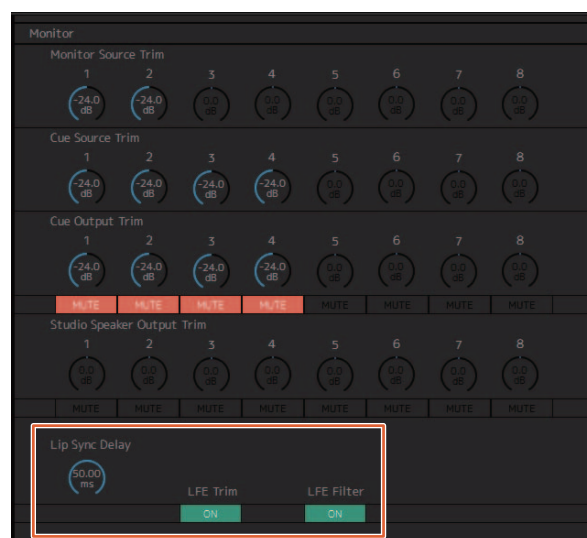 Monitor
Monitor Source Trim
1 2 3 4 5 6 7 8
-24.0 dB -24.0 dB 0.0 dB 0.0 dB 0.0 dB 0.0 dB 0.0 dB 0.0 dB
Cue Source Trim
1 2 3 4 5 6 7 8
-24.0 dB -24.0 dB -24.0 dB -24.0 dB 0.0 dB 0.0 dB 0.0 dB 0.0 dB
Cue Output Trim
1 2 3 4 5 6 7 8
-24.0 dB -24.0 dB -24.0 dB -24.0 dB 0.0 dB 0.0 dB 0.0 dB 0.0 dB
MUTE MUTE MUTE MUTE MUTE MUTE MUTE MUTE
Studio Speaker Output Trim
1 2 3 4 5 6 7 8
0.0 dB 0.0 dB 0.0 dB 0.0 dB 0.0 dB 0.0 dB 0.0 dB 0.0 dB
MUTE MUTE MUTE MUTE MUTE MUTE MUTE MUTE
Lip Sync Delay
50.00 ms
LFE Trim LFE Filter
ON ON